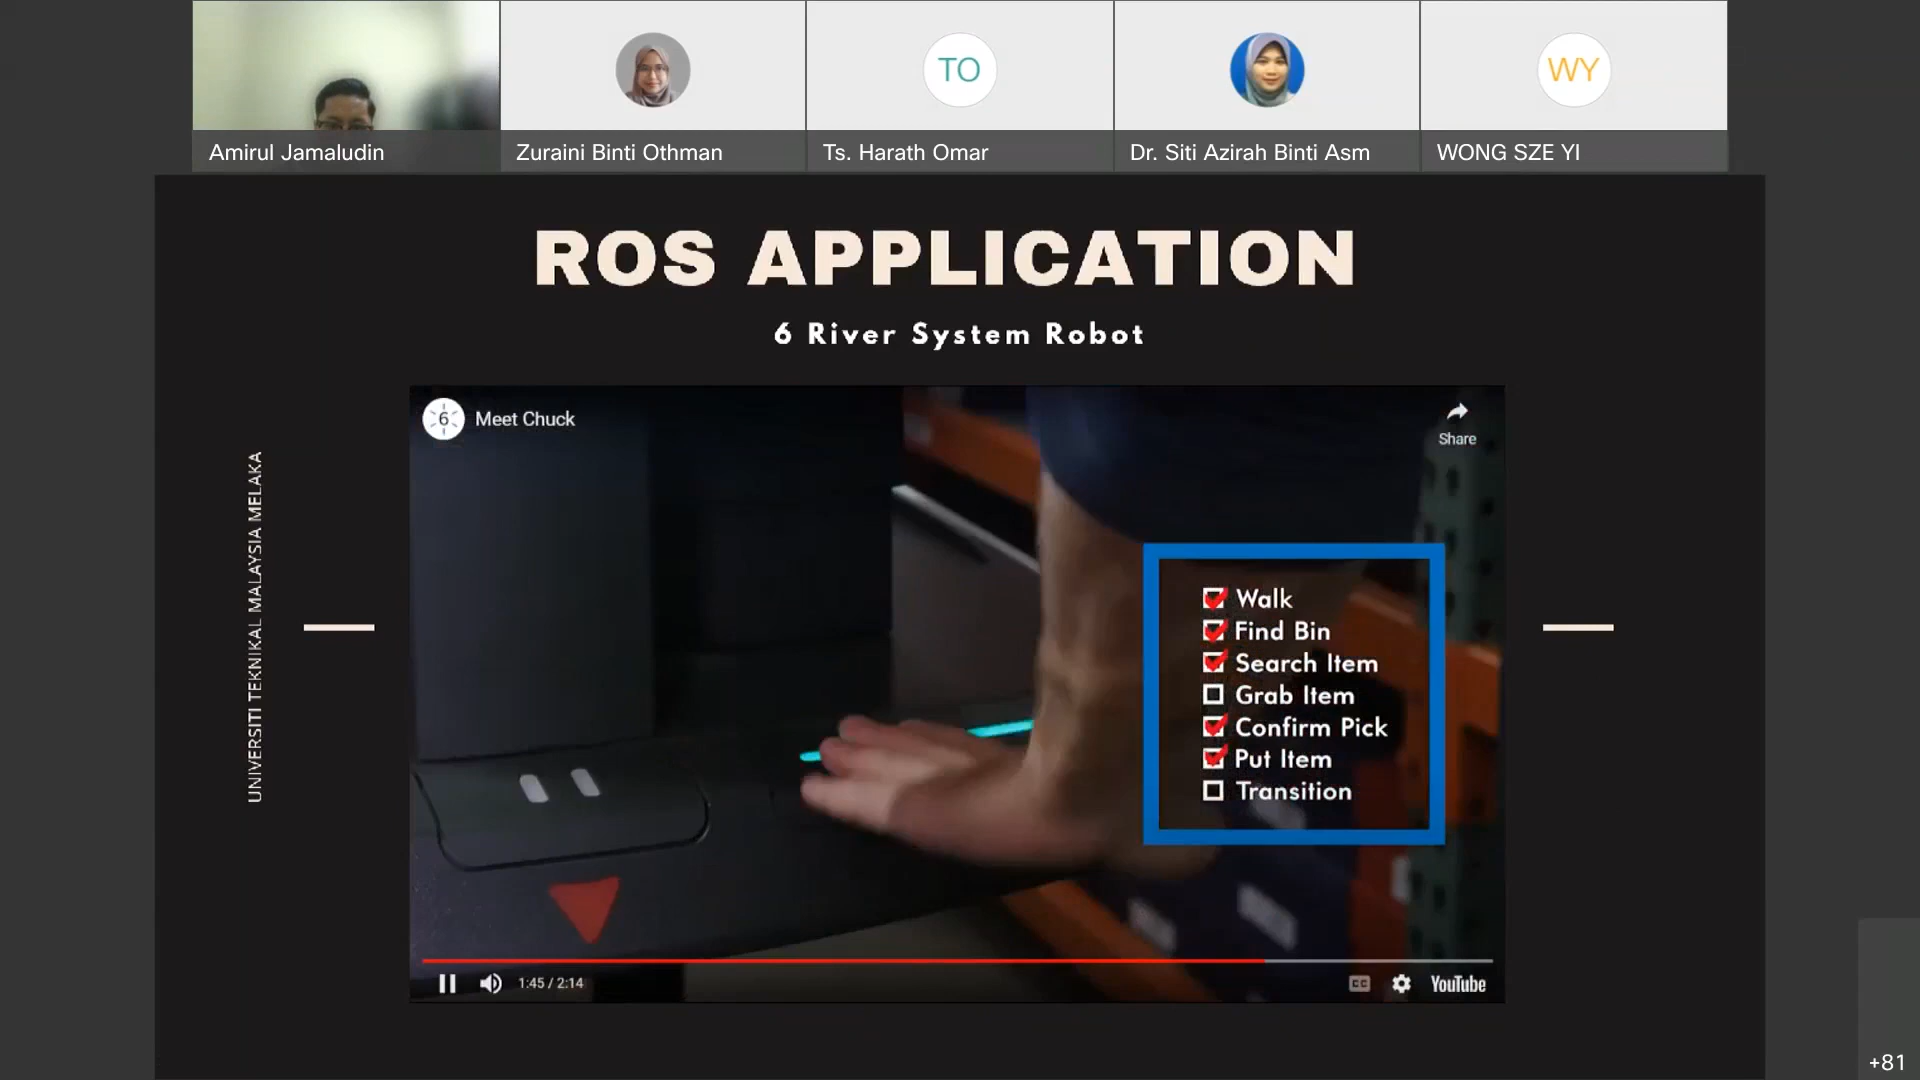 TO
WY
Amirul Jamaludin
Zuraini Binti Othman
Ts. Harath Omar
Dr. Siti Azirah Binti Asm
WONG SZE YI
ROS APPLICATION
6 River System Robot
UNIVERSITI TEKNIKAL MALAYSIA MELAKA
6
Meet Chuck
Share
Walk
Find Bin
Search Item
Grab Item
Confirm Pick
Put Item
Transition
1:45 / 2:14
CC
YouTube
+81